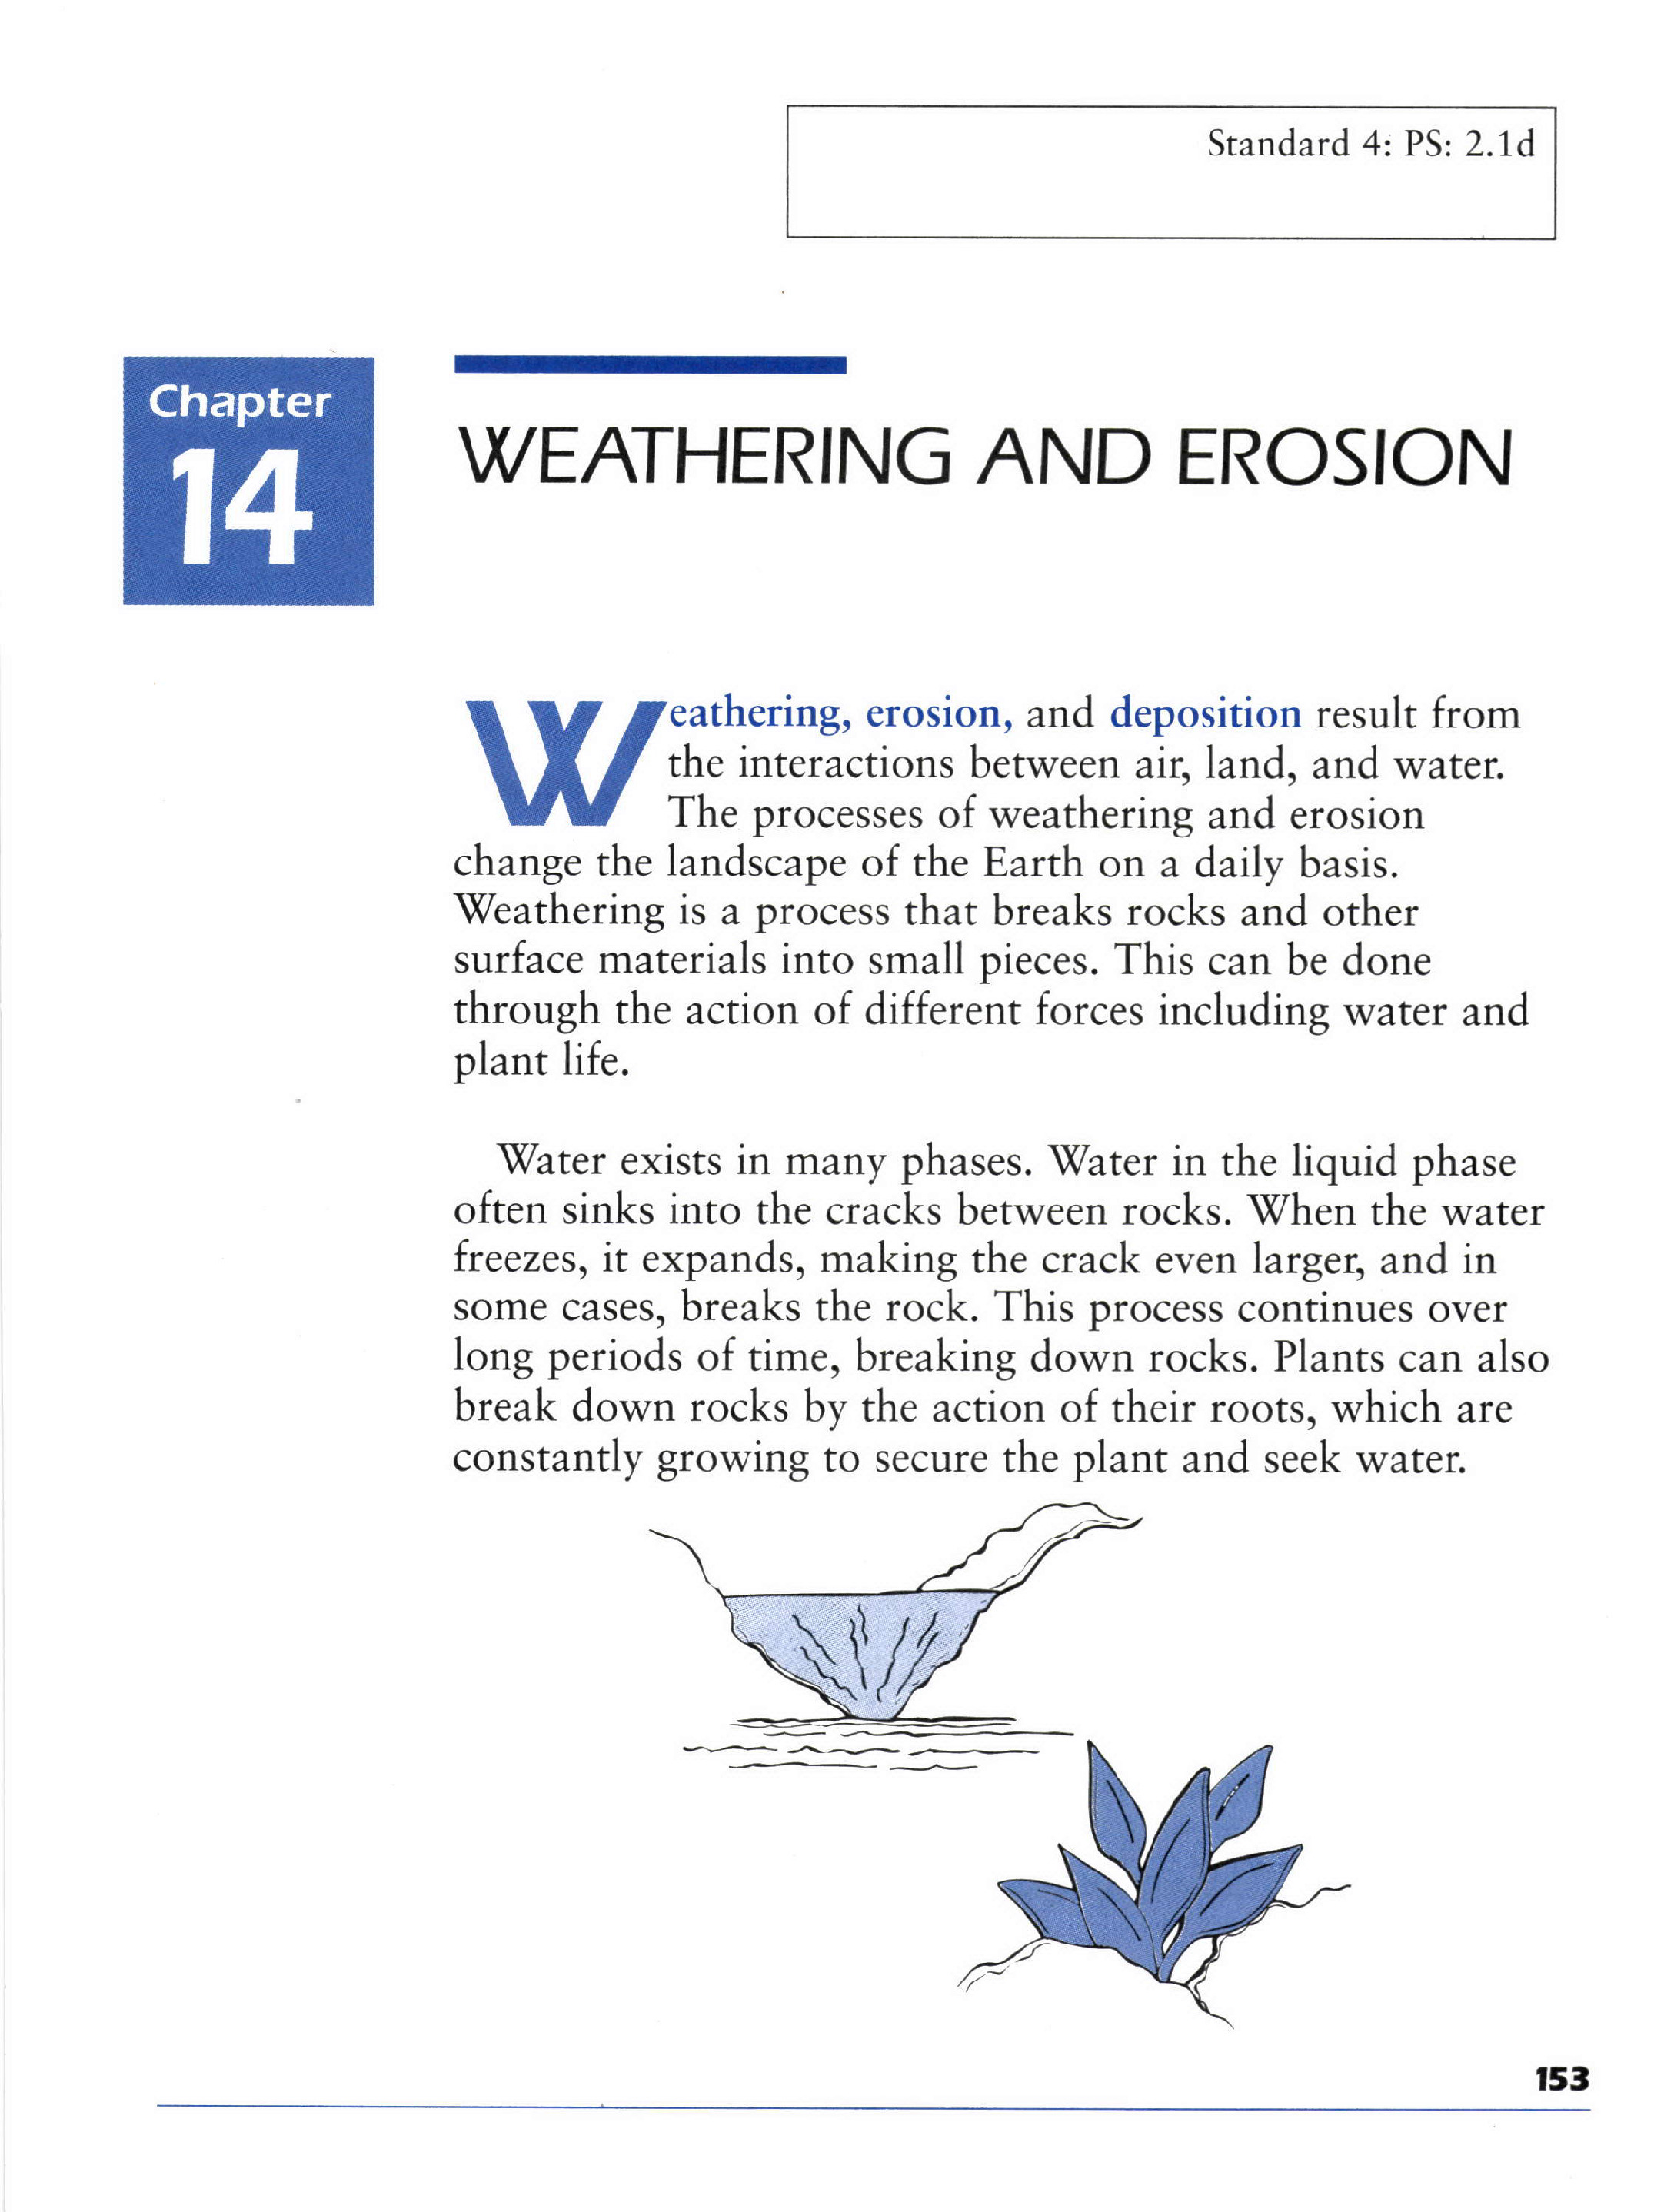 Standard 4: PS: 2.1d
Chapter
14
WEATHERING AND EROSION
Weathering, erosion, and deposition result from
the interactions between air, land, and water.
The processes of weathering and erosion
change the landscape of the Earth on a daily basis.
Weathering is a process that breaks rocks and other
surface materials into small pieces. This can be done
through the action of different forces including water and
plant life.
Water exists in many phases. Water in the liquid phase
often sinks into the cracks between rocks. When the water
freezes, it expands, making the crack even larger, and in
some cases, breaks the rock. This process continues over
long periods of time, breaking down rocks. Plants can also
break down rocks by the action of their roots, which are
constantly growing to secure the plant and seek water.
153